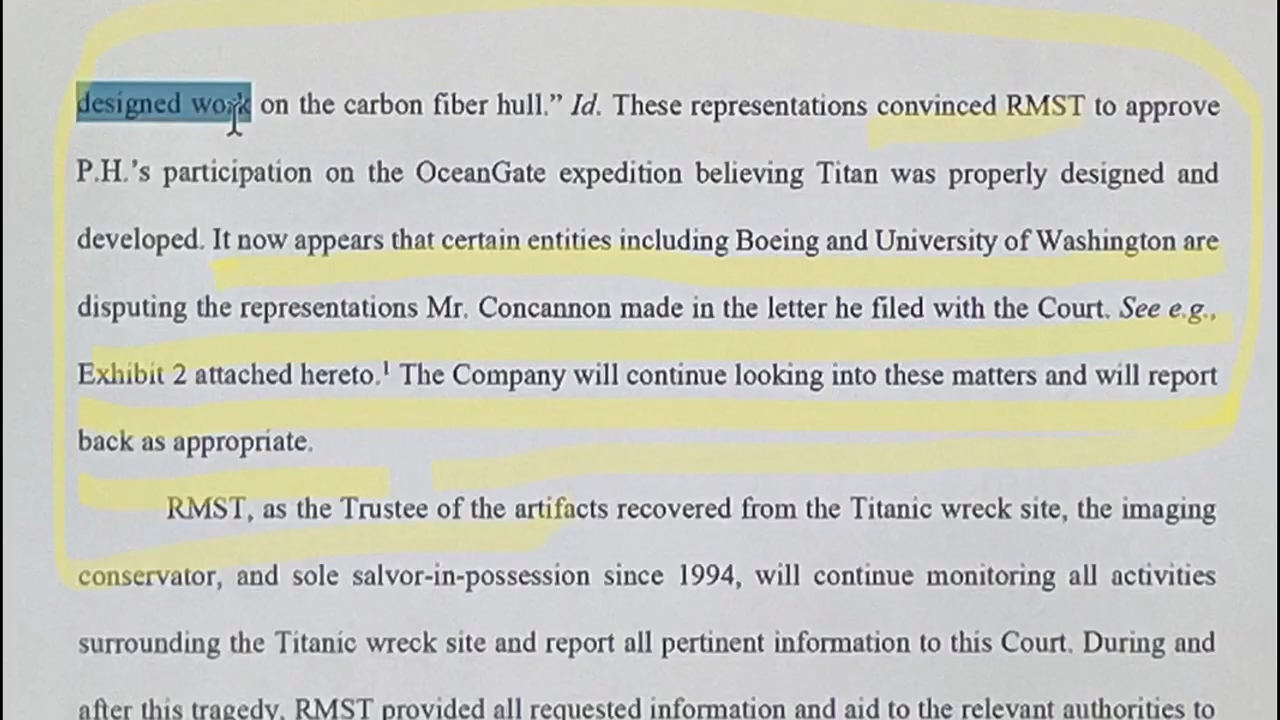 designed work on the carbon fiber hull.” Id. These representations convinced RMST to approve
P.H.’s participation on the OceanGate expedition believing Titan was properly designed and
developed. It now appears that certain entities including Boeing and University of Washington are
disputing the representations Mr. Concannon made in the letter he filed with the Court. See e.g.,
Exhibit 2 attached hereto.¹ The Company will continue looking into these matters and will report
back as appropriate.
RMST, as the Trustee of the artifacts recovered from the Titanic wreck site, the imaging
conservator, and sole salvor-in-possession since 1994, will continue monitoring all activities
surrounding the Titanic wreck site and report all pertinent information to this Court. During and
after this tragedy, RMST provided all requested information and aid to the relevant authorities to